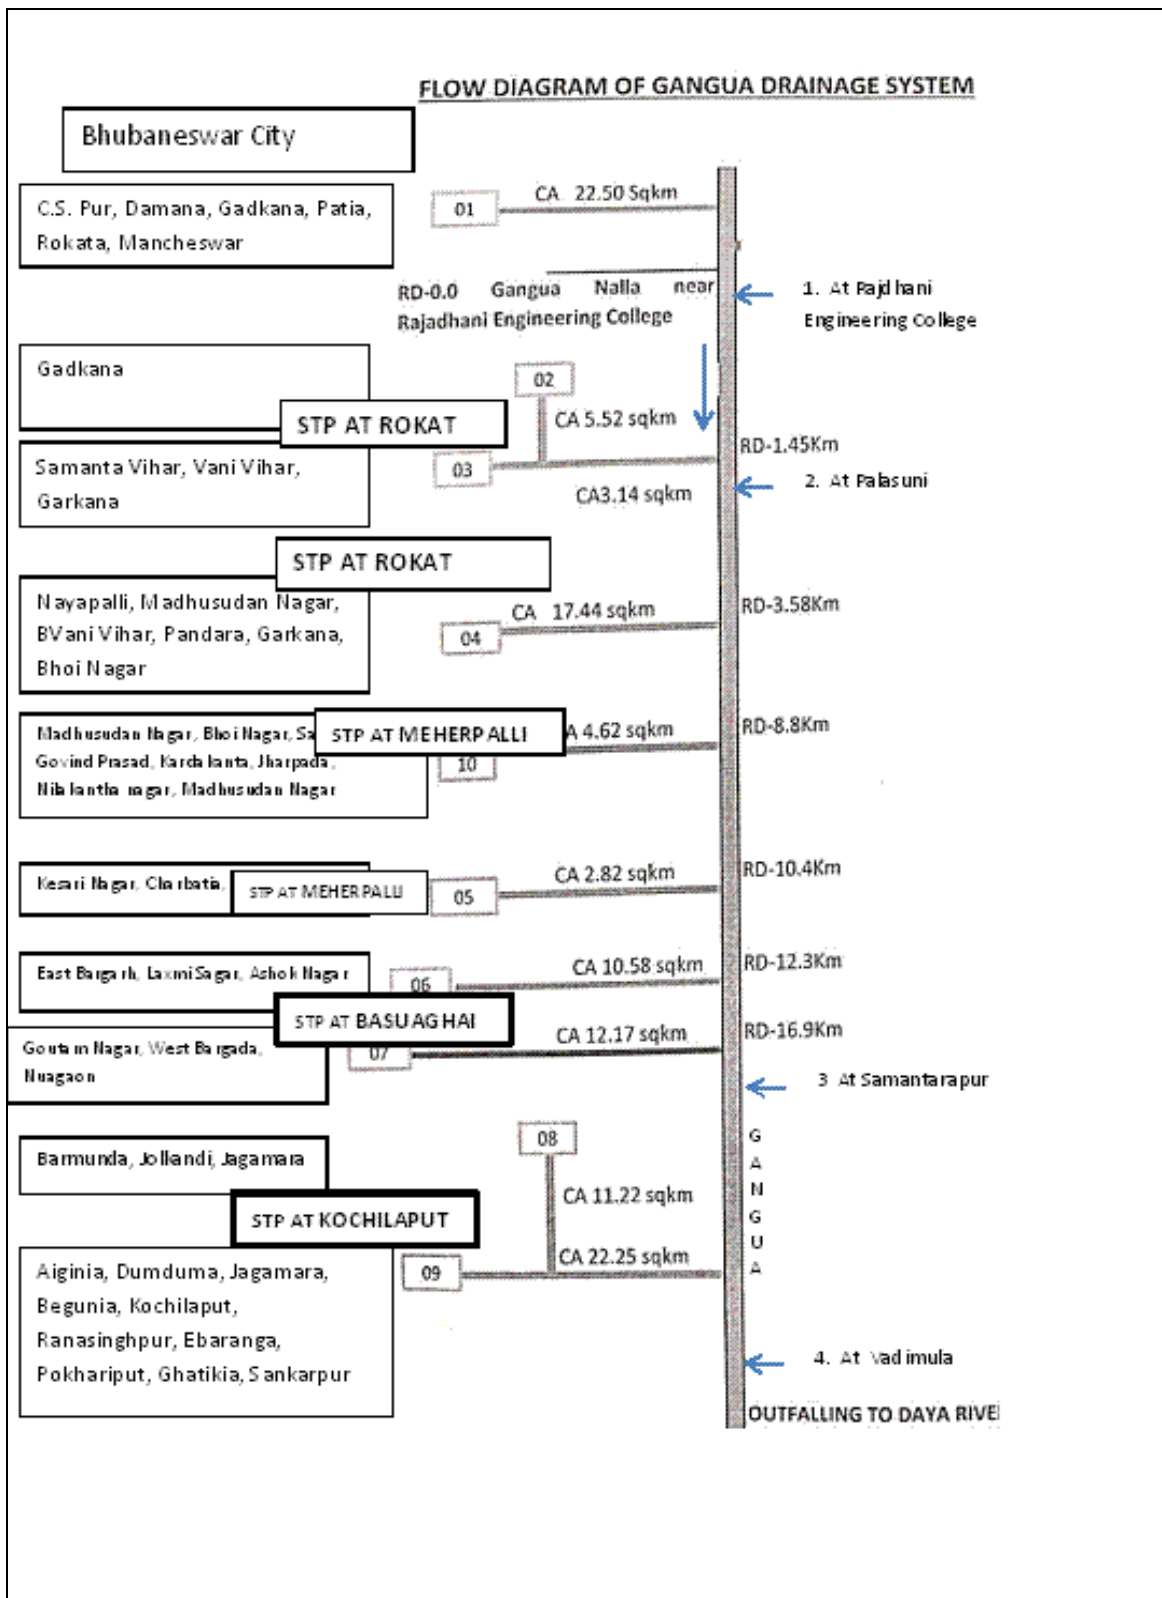 FLOW DIAGRAM OF GANGUA DRAINAGE SYSTEM
Bhubaneswar City
C.S. Pur, Damana, Gadkana, Patia,
Rokata, Mancheswar
01
CA 22.50 Sqkm
RD-0.0 Gangua Nalla near
Rajadhani Engineering College
1. At Rajdhani
Engineering College
Gadkana
02
CA 5.52 sqkm
STP AT ROKAT
RD-1.45Km
Samanta Vihar, Vani Vihar,
Garkana
03
CA3.14 sqkm
2. At Palasuni
STP AT ROKAT
Nayapalli, Madhusudan Nagar,
BVani Vihar, Pandara, Garkana,
Bhoi Nagar
04
CA 17.44 sqkm
RD-3.58Km
Madhusudan Nagar, Bhoi Nagar, Sa
Govind Prasad, Kardakanta, Jharpada,
Nilakantha nagar, Madhusudan Nagar
STP AT MEHERPALLI
A 4.62 sqkm
10
RD-8.8Km
Kesari Nagar, Charbatia,
STP AT MEHERPALLI
05
CA 2.82 sqkm
RD-10.4Km
East Bargarh, Laxmi Sagar, Ashok Nagar
06
CA 10.58 sqkm
RD-12.3Km
STP AT BASUAGHAI
Goutam Nagar, West Bargada,
Nuagaon
07
CA 12.17 sqkm
RD-16.9Km
3 At Samantarapur
GANGUA
Barmunda, Jollandi, Jagamara
08
CA 11.22 sqkm
STP AT KOCHILAPUT
Aiginia, Dumduma, Jagamara,
Begunia, Kochilaput,
Ranasinghpur, Ebaranga,
Pokhariput, Ghatikia, Sankarpur
09
CA 22.25 sqkm
4. At Vadimula
OUTFALLING TO DAYA RIVE